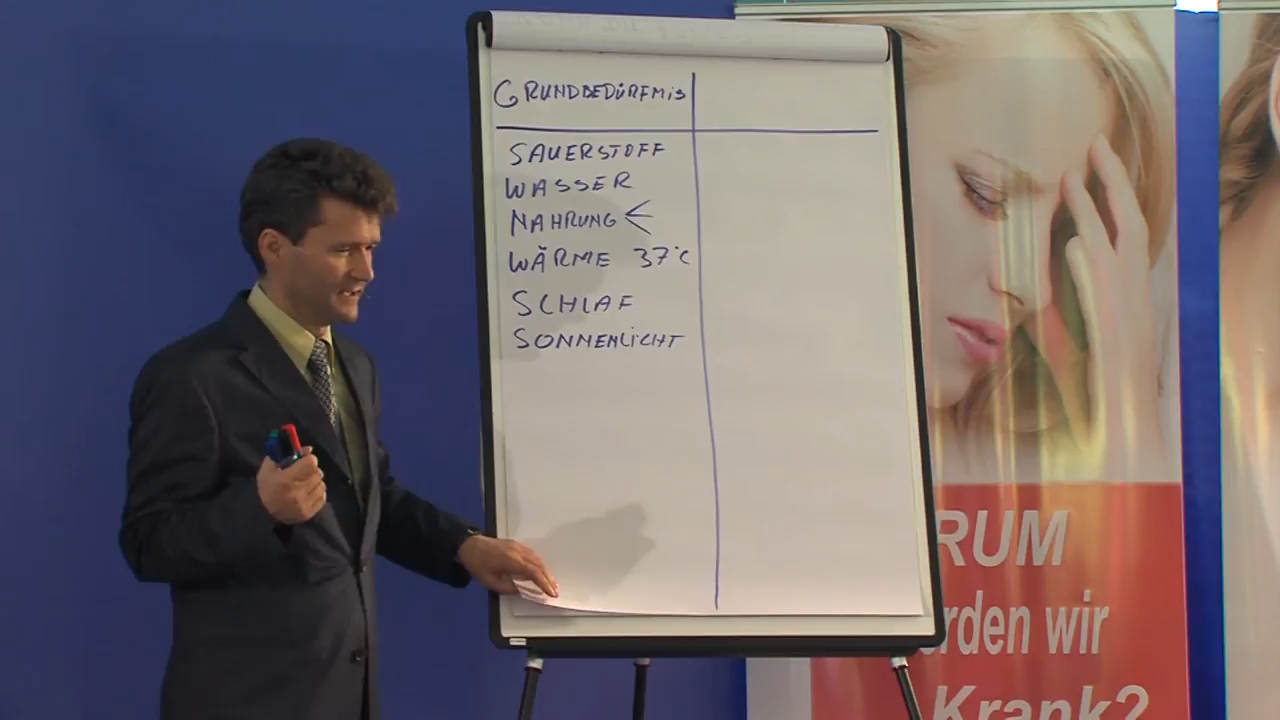 GRUNDBEDÜRFNIS
SAUERSTOFF
WASSER
NAHRUNG <
WÄRME 37°C
SCHLAF
SONNENLICHT
RUM
rden wir
Krank?